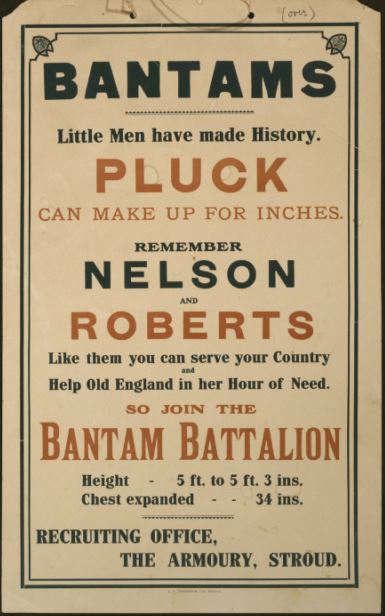 (over)
BANTAMS
Little Men have made History.
PLUCK
CAN MAKE UP FOR INCHES.
REMEMBER
NELSON
AND
ROBERTS
Like them you can serve your Country
and
Help Old England in her Hour of Need.
SO JOIN THE
BANTAM BATTALION
Height - 5 ft. to 5 ft. 3 ins.
Chest expanded - - 34 ins.
RECRUITING OFFICE,
THE ARMOURY, STROUD.